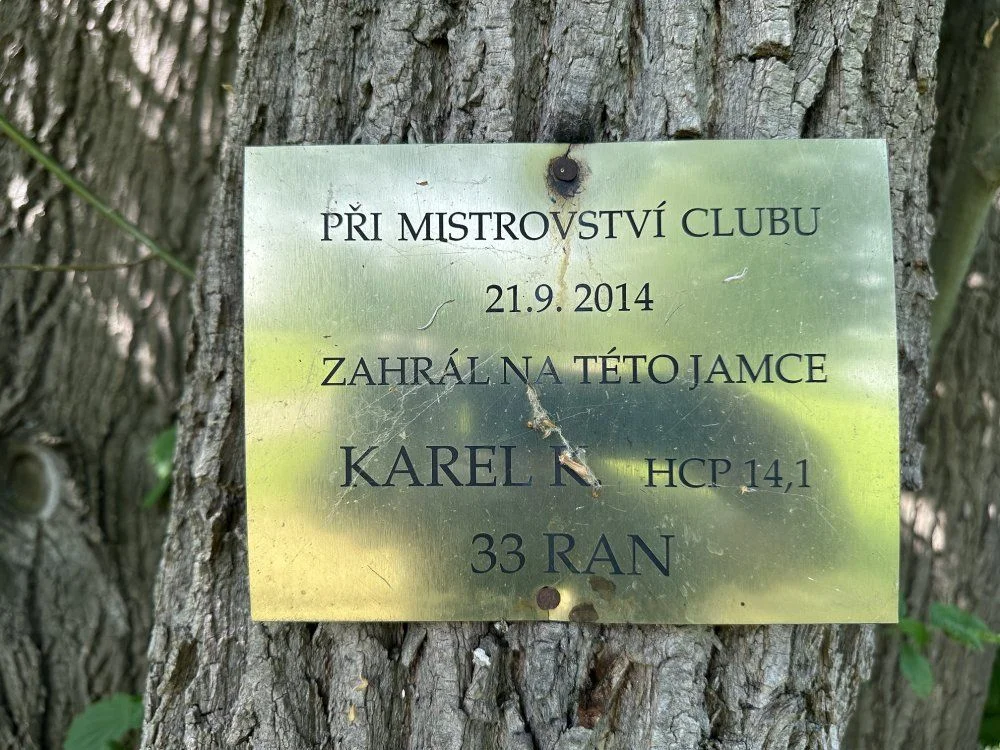 PŘI MISTROVSTVÍ CLUBU
21.9. 2014
ZAHRÁL NA TÉTO JAMCE
KAREL K. HCP 14,1
33 RAN